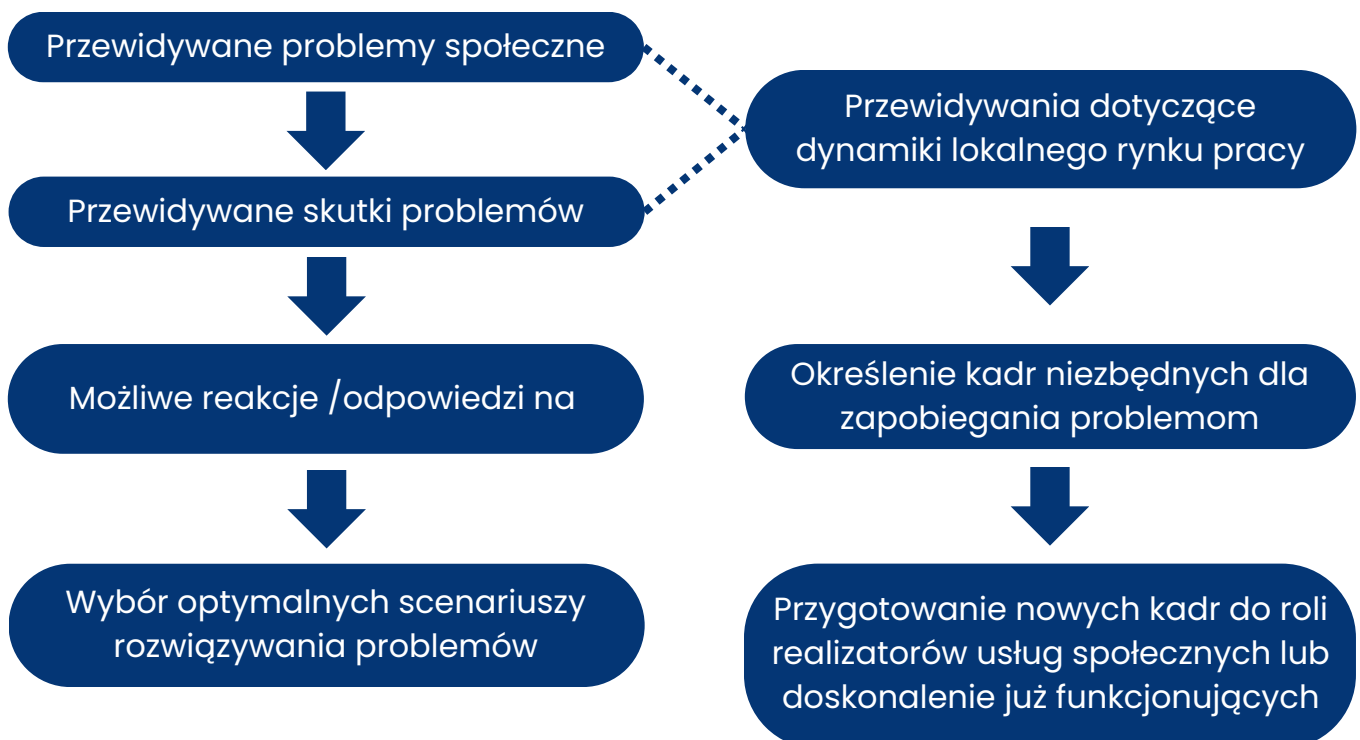 Przewidywane problemy społeczne
Przewidywane skutki problemów
Możliwe reakcje /odpowiedzi na
Wybór optymalnych scenariuszy
rozwiązywania problemów
Przewidywania dotyczące
dynamiki lokalnego rynku pracy
Określenie kadr niezbędnych dla
zapobiegania problemom
Przygotowanie nowych kadr do roli
realizatorów usług społecznych lub
doskonalenie już funkcjonujących